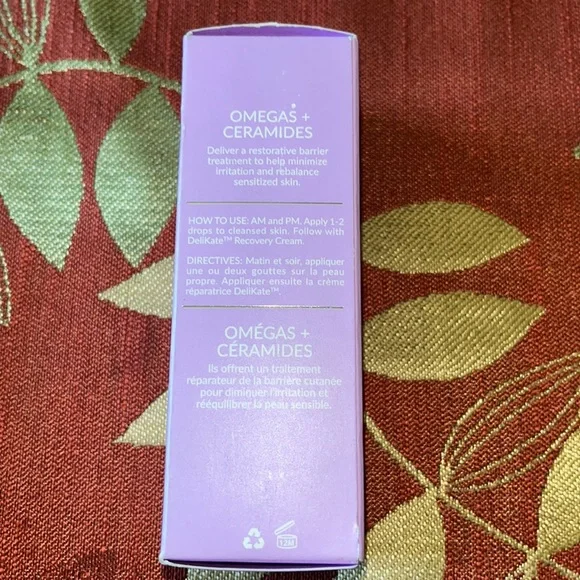 OMEGAS +
CERAMIDES
Deliver a restorative barrier
treatment to help minimize
irritation and rebalance
sensitized skin.
HOW TO USE: AM and PM. Apply 1-2
drops to cleansed skin. Follow with
DeliKate™ Recovery Cream.
DIRECTIVES: Matin et soir, appliquer
une ou deux gouttes sur la peau
propre. Appliquer ensuite la crème
réparatrice DeliKate™.
OMÉGAS +
CÉRAMIDES
Ils offrent un traitement
réparateur de la barrière cutanée
pour diminuer l'irritation et
rééquilibrer la peau sensible.
12M